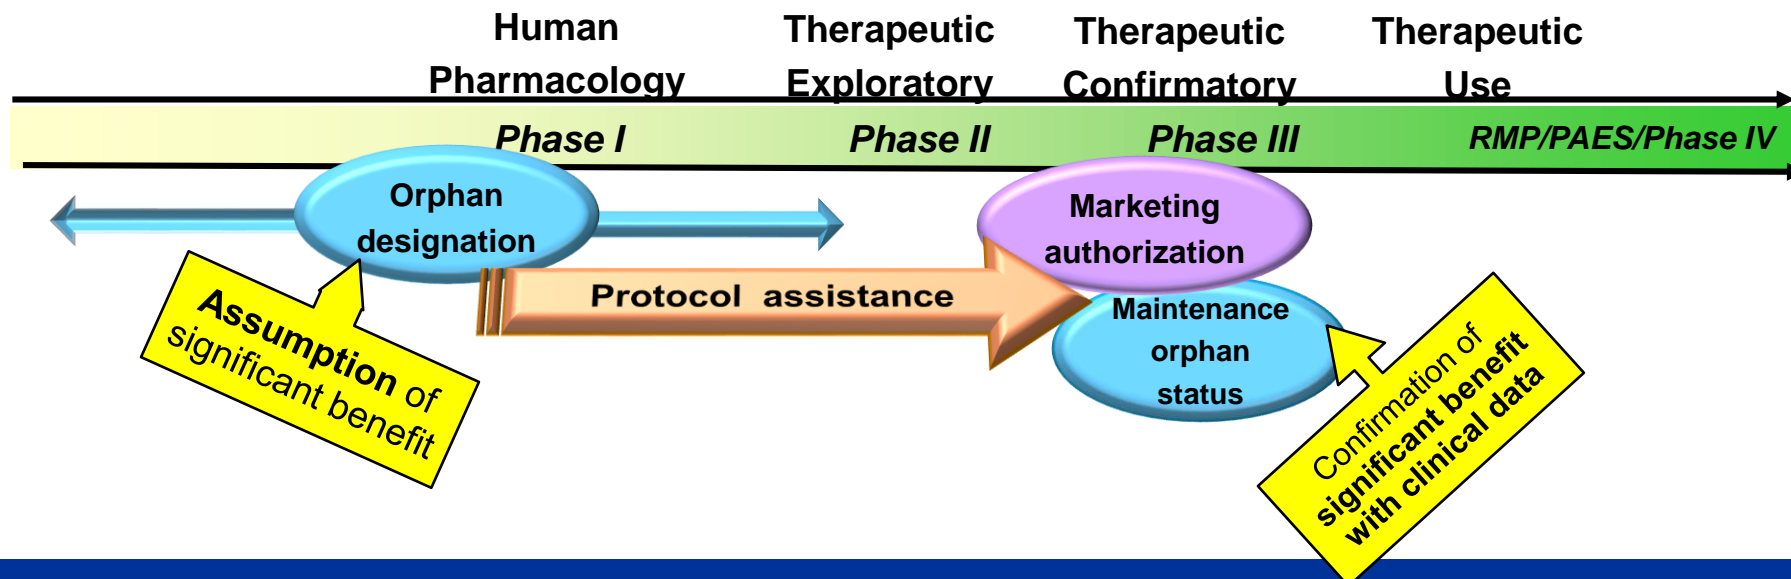 Human
Pharmacology
Therapeutic
Exploratory
Therapeutic
Confirmatory
Therapeutic
Use
Phase I
Phase II
Phase III
RMP/PAES/Phase IV
Orphan
designation
Marketing
authorization
Protocol assistance
Maintenance
orphan
status
Assumption of
significant benefit
Confirmation of
significant benefit
with clinical data